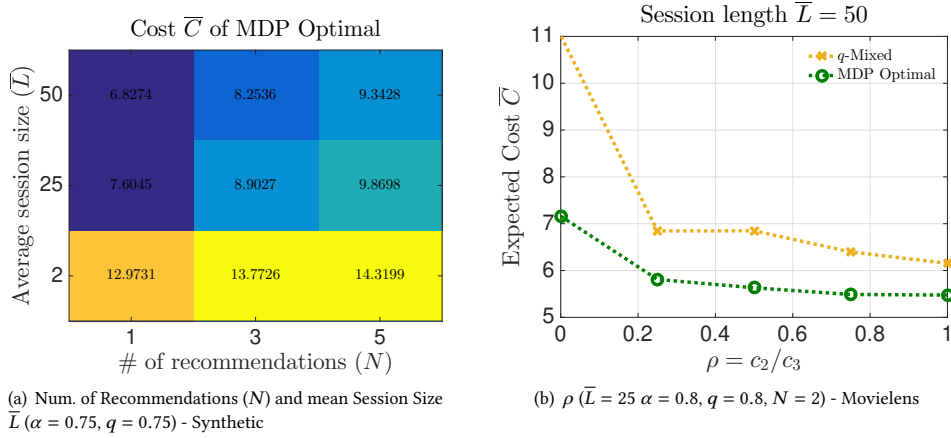 Cost C̅ of MDP Optimal
Average session size (L̅)
50
25
2
6.8274
8.2536
9.3428
7.6045
8.9027
9.8698
12.9731
13.7726
14.3199
1
3
5
# of recommendations (N)
(a) Num. of Recommendations (N) and mean Session Size
L̅ (α = 0.75, q = 0.75) - Synthetic
Session length L̅ = 50
Expected Cost C̅
11
10
9
8
7
6
5
q-Mixed
MDP Optimal
0
0.2
0.4
0.6
0.8
1
ρ = c₂/c₃
(b) ρ (L̅ = 25 α = 0.8, q = 0.8, N = 2) - Movielens